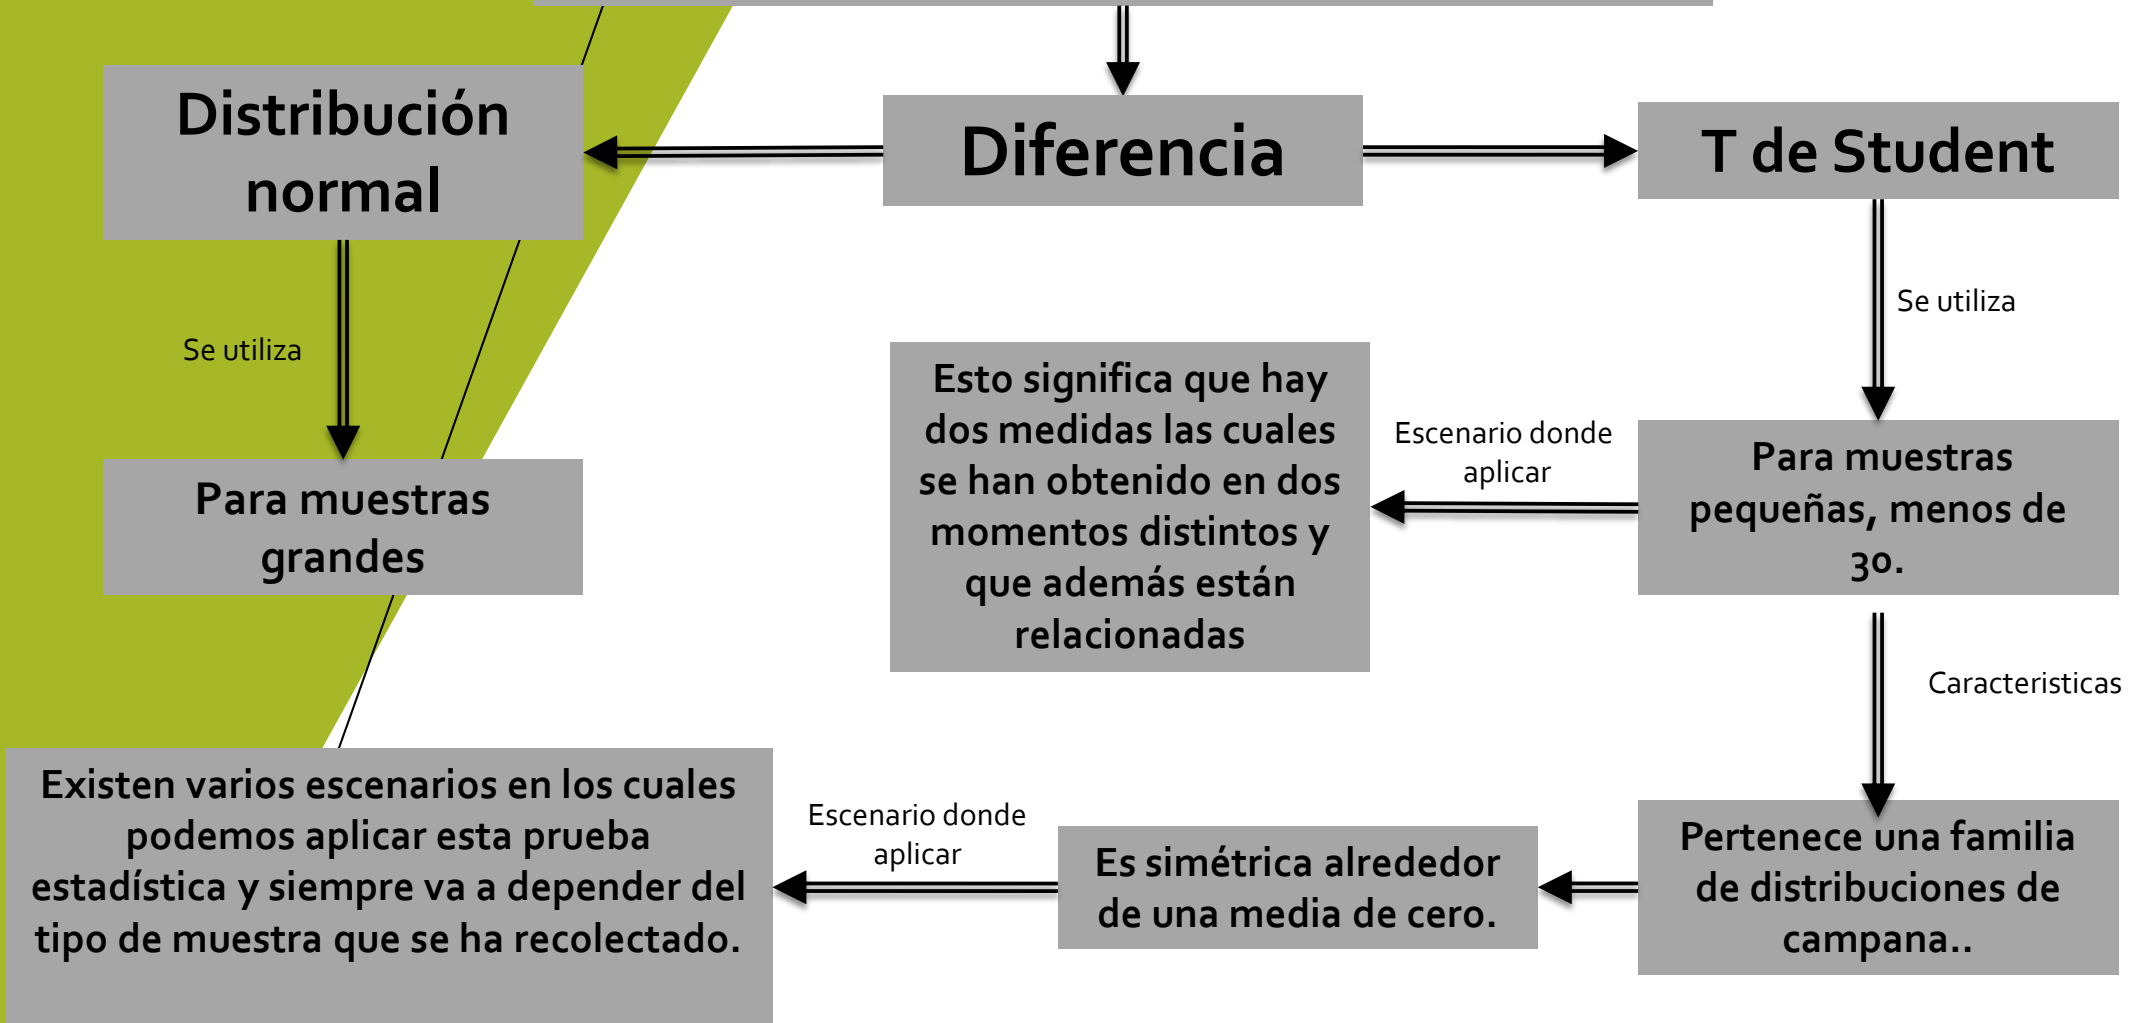 Distribución
normal
Diferencia
T de Student
Se utiliza
Se utiliza
Para muestras
grandes
Esto significa que hay
dos medidas las cuales
se han obtenido en dos
momentos distintos y
que además están
relacionadas
Escenario donde
aplicar
Para muestras
pequeñas, menos de
30.
Caracteristicas
Existen varios escenarios en los cuales
podemos aplicar esta prueba
estadística y siempre va a depender del
tipo de muestra que se ha recolectado.
Escenario donde
aplicar
Es simétrica alrededor
de una media de cero.
Pertenece una familia
de distribuciones de
campana..